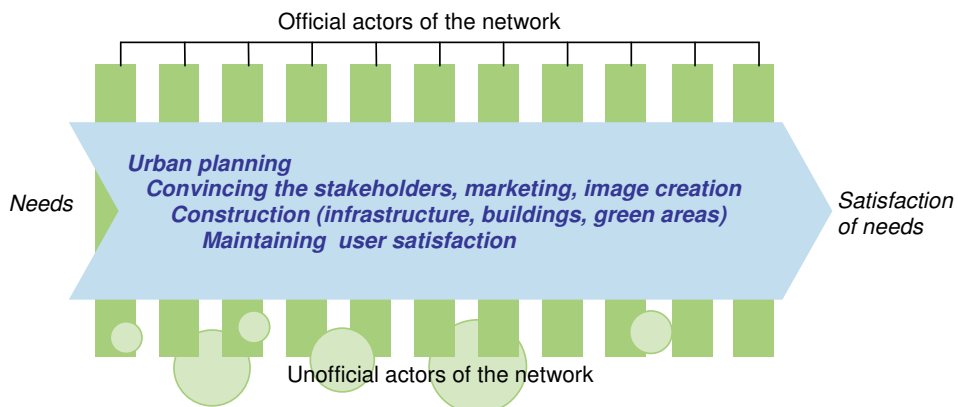 Official actors of the network
Urban planning
Convincing the stakeholders, marketing, image creation
Construction (infrastructure, buildings, green areas)
Maintaining user satisfaction
Needs
Satisfaction
of needs
Unofficial actors of the network